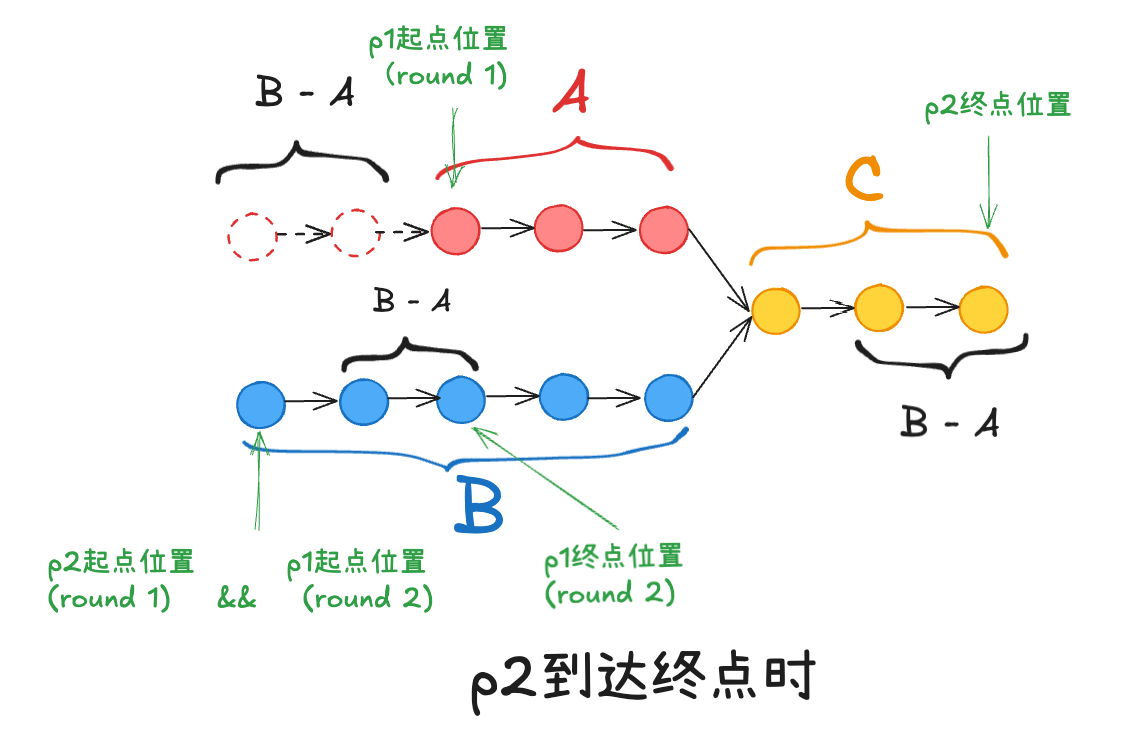 p1起点位置
(round 1)
B - A
A
p2终点位置
C
B - A
B - A
B
p2起点位置
(round 1)
&&
p1起点位置
(round 2)
p1终点位置
(round 2)
p2到达终点时